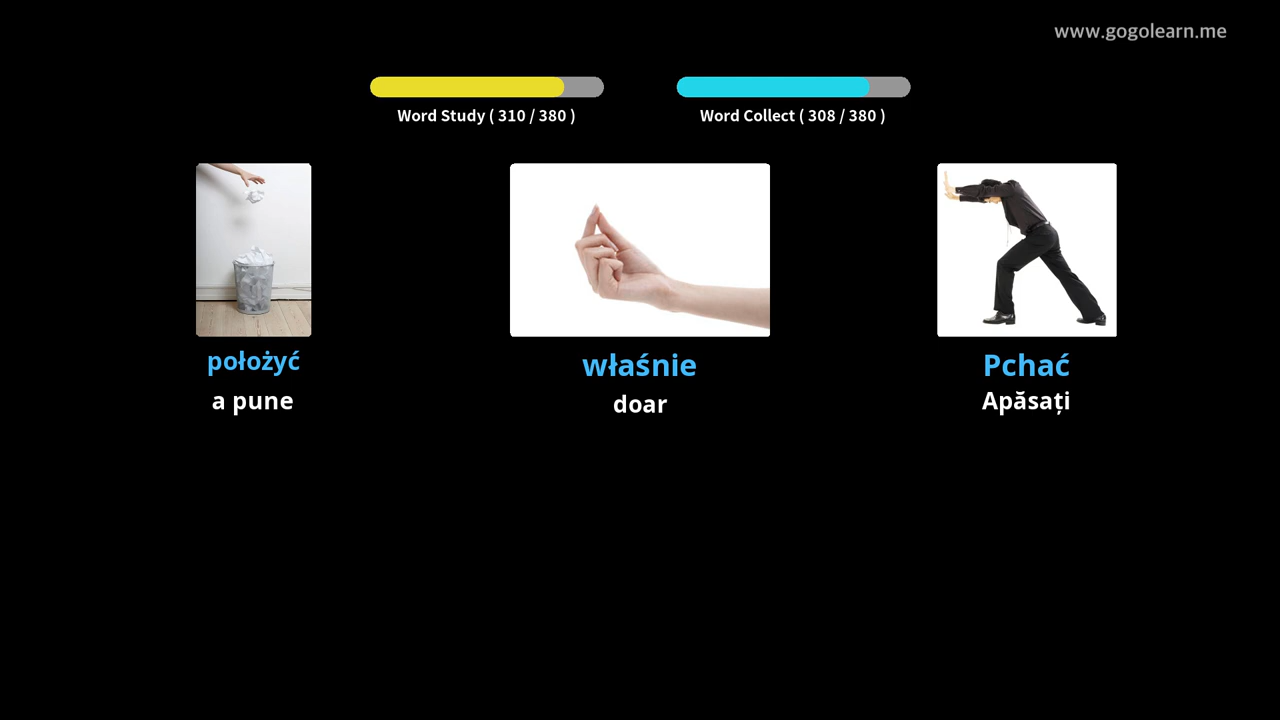 www.gogolearn.me
Word Study ( 310 / 380 )
Word Collect ( 308 / 380 )
położyć
a pune
właśnie
doar
Pchać
Apăsați